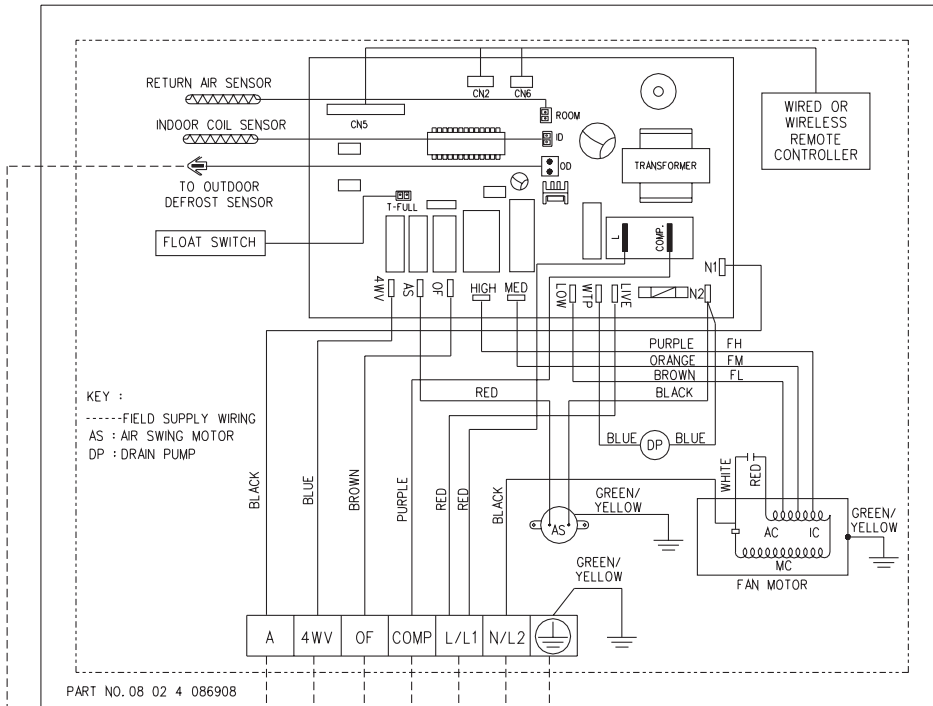 RETURN AIR SENSOR
INDOOR COIL SENSOR
TO OUTDOOR
DEFROST SENSOR
FLOAT SWITCH
CN2
CN6
CN5
ROOM
ID
OD
T-FULL
TRANSFORMER
WIRED OR
WIRELESS
REMOTE
CONTROLLER
L
COMP.
N1
4WV
AS
OF
HIGH
MED
LOW
WTP
LIVE
N2
PURPLE FH
ORANGE FM
BROWN FL
RED
BLACK
BLUE
DP
BLUE
KEY :
------FIELD SUPPLY WIRING
AS : AIR SWING MOTOR
DP : DRAIN PUMP
BLACK
BLUE
BROWN
PURPLE
RED
RED
BLACK
WHITE
RED
GREEN/
YELLOW
AS
GREEN/
YELLOW
AC
IC
MC
FAN MOTOR
GREEN/
YELLOW
A
4WV
OF
COMP
L/L1
N/L2
PART NO. 08 02 4 086908